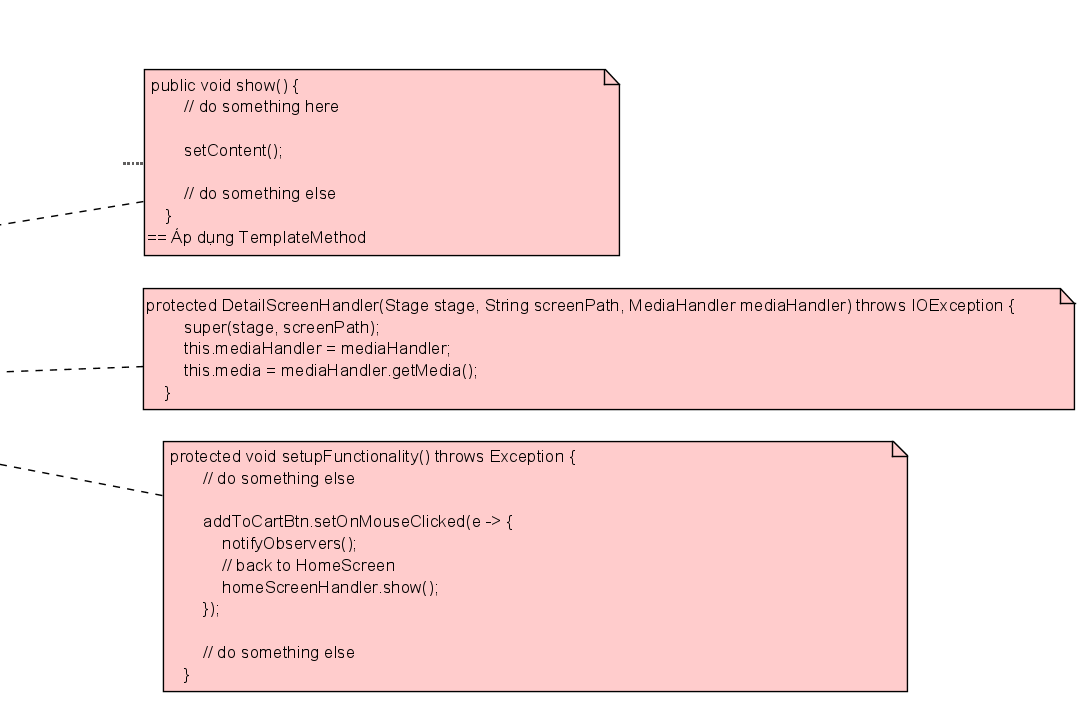 public void show() {
// do something here
setContent();
// do something else
}
== Áp dụng TemplateMethod
protected DetailScreenHandler(Stage stage, String screenPath, MediaHandler mediaHandler) throws IOException {
super(stage, screenPath);
this.mediaHandler = mediaHandler;
this.media = mediaHandler.getMedia();
}
protected void setupFunctionality() throws Exception {
// do something else
addToCartBtn.setOnMouseClicked(e -> {
notifyObservers();
// back to HomeScreen
homeScreenHandler.show();
});
// do something else
}